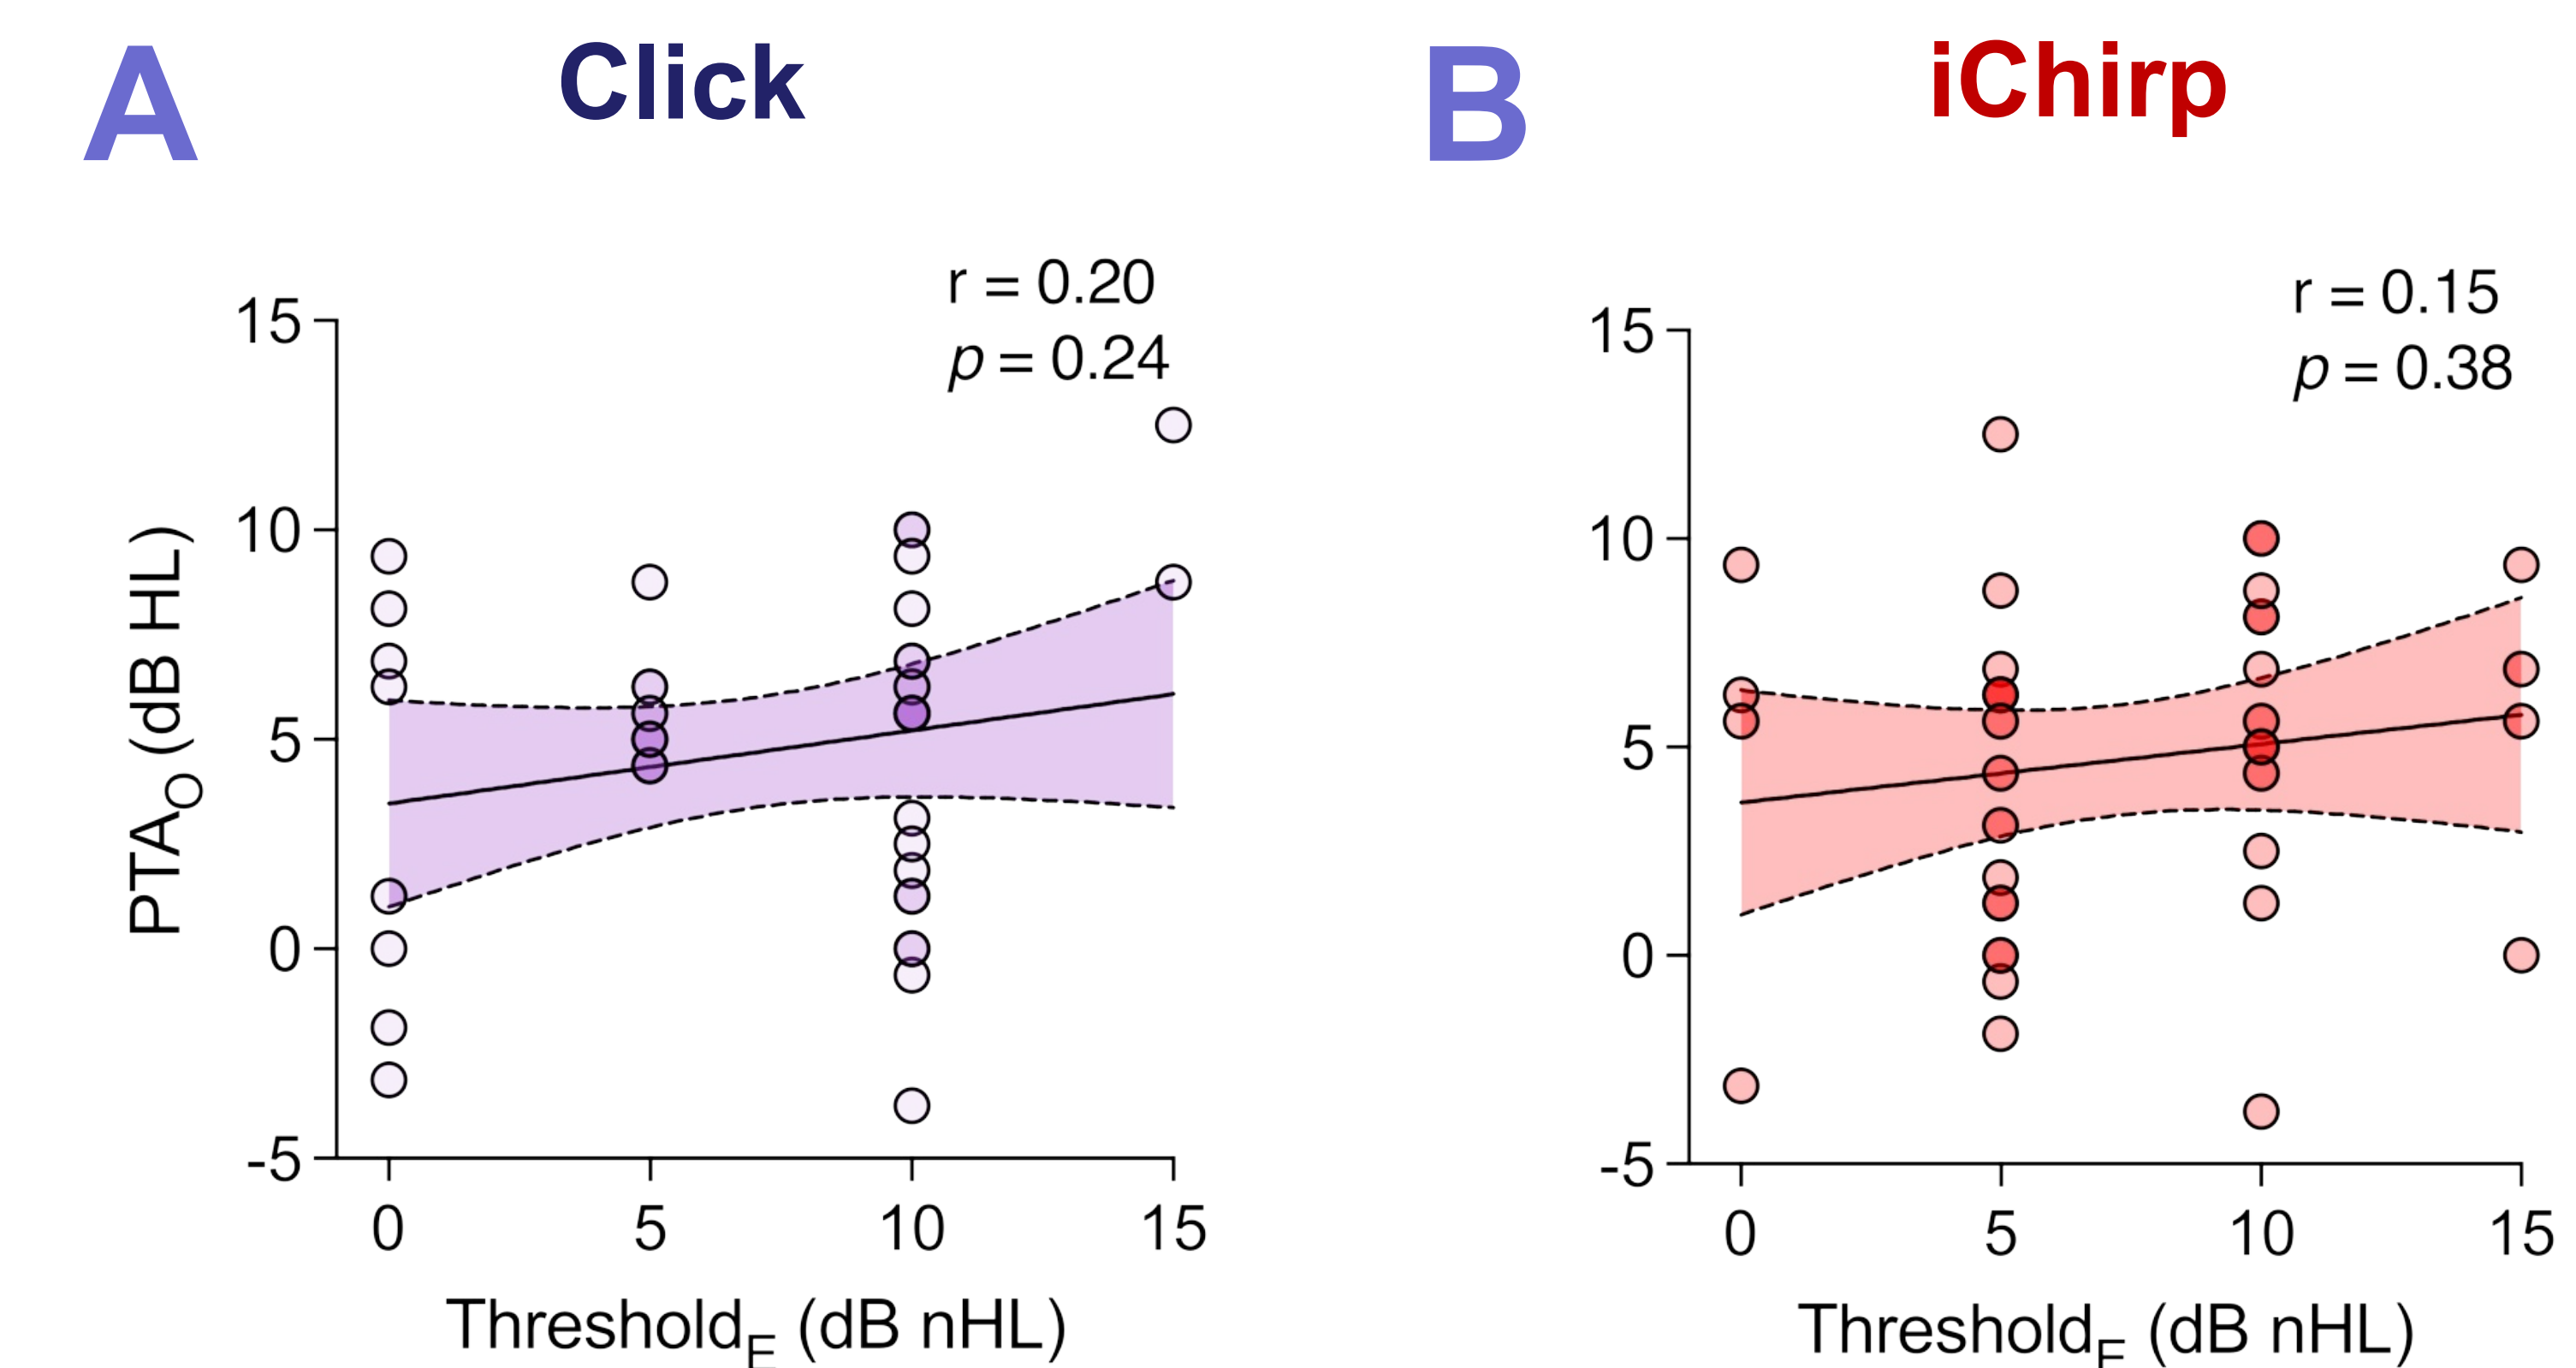 A Click
r = 0.20
p = 0.24
15
10
5
0
-5
PTAO (dB HL)
0 5 10 15
ThresholdE (dB nHL)
B iChirp
r = 0.15
p = 0.38
15
10
5
0
-5
0 5 10 15
ThresholdE (dB nHL)